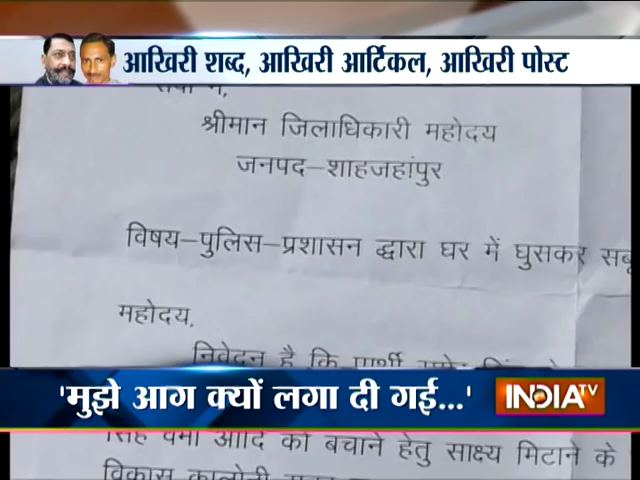 आखिरी शब्द, आखिरी आर्टिकल, आखिरी पोस्ट
श्रीमान जिलाधिकारी महोदय
जनपद-शाहजहांपुर
विषय-पुलिस-प्रशासन द्वारा घर में घुसकर
महोदय,
निवेदन है कि प्रार्थी
'मुझे आग क्यों लगा दी गई...'
INDIA TV
सिंह वर्मा आदि को बचाने हेतु साक्ष्य मिटाने के
विकास कालोनी